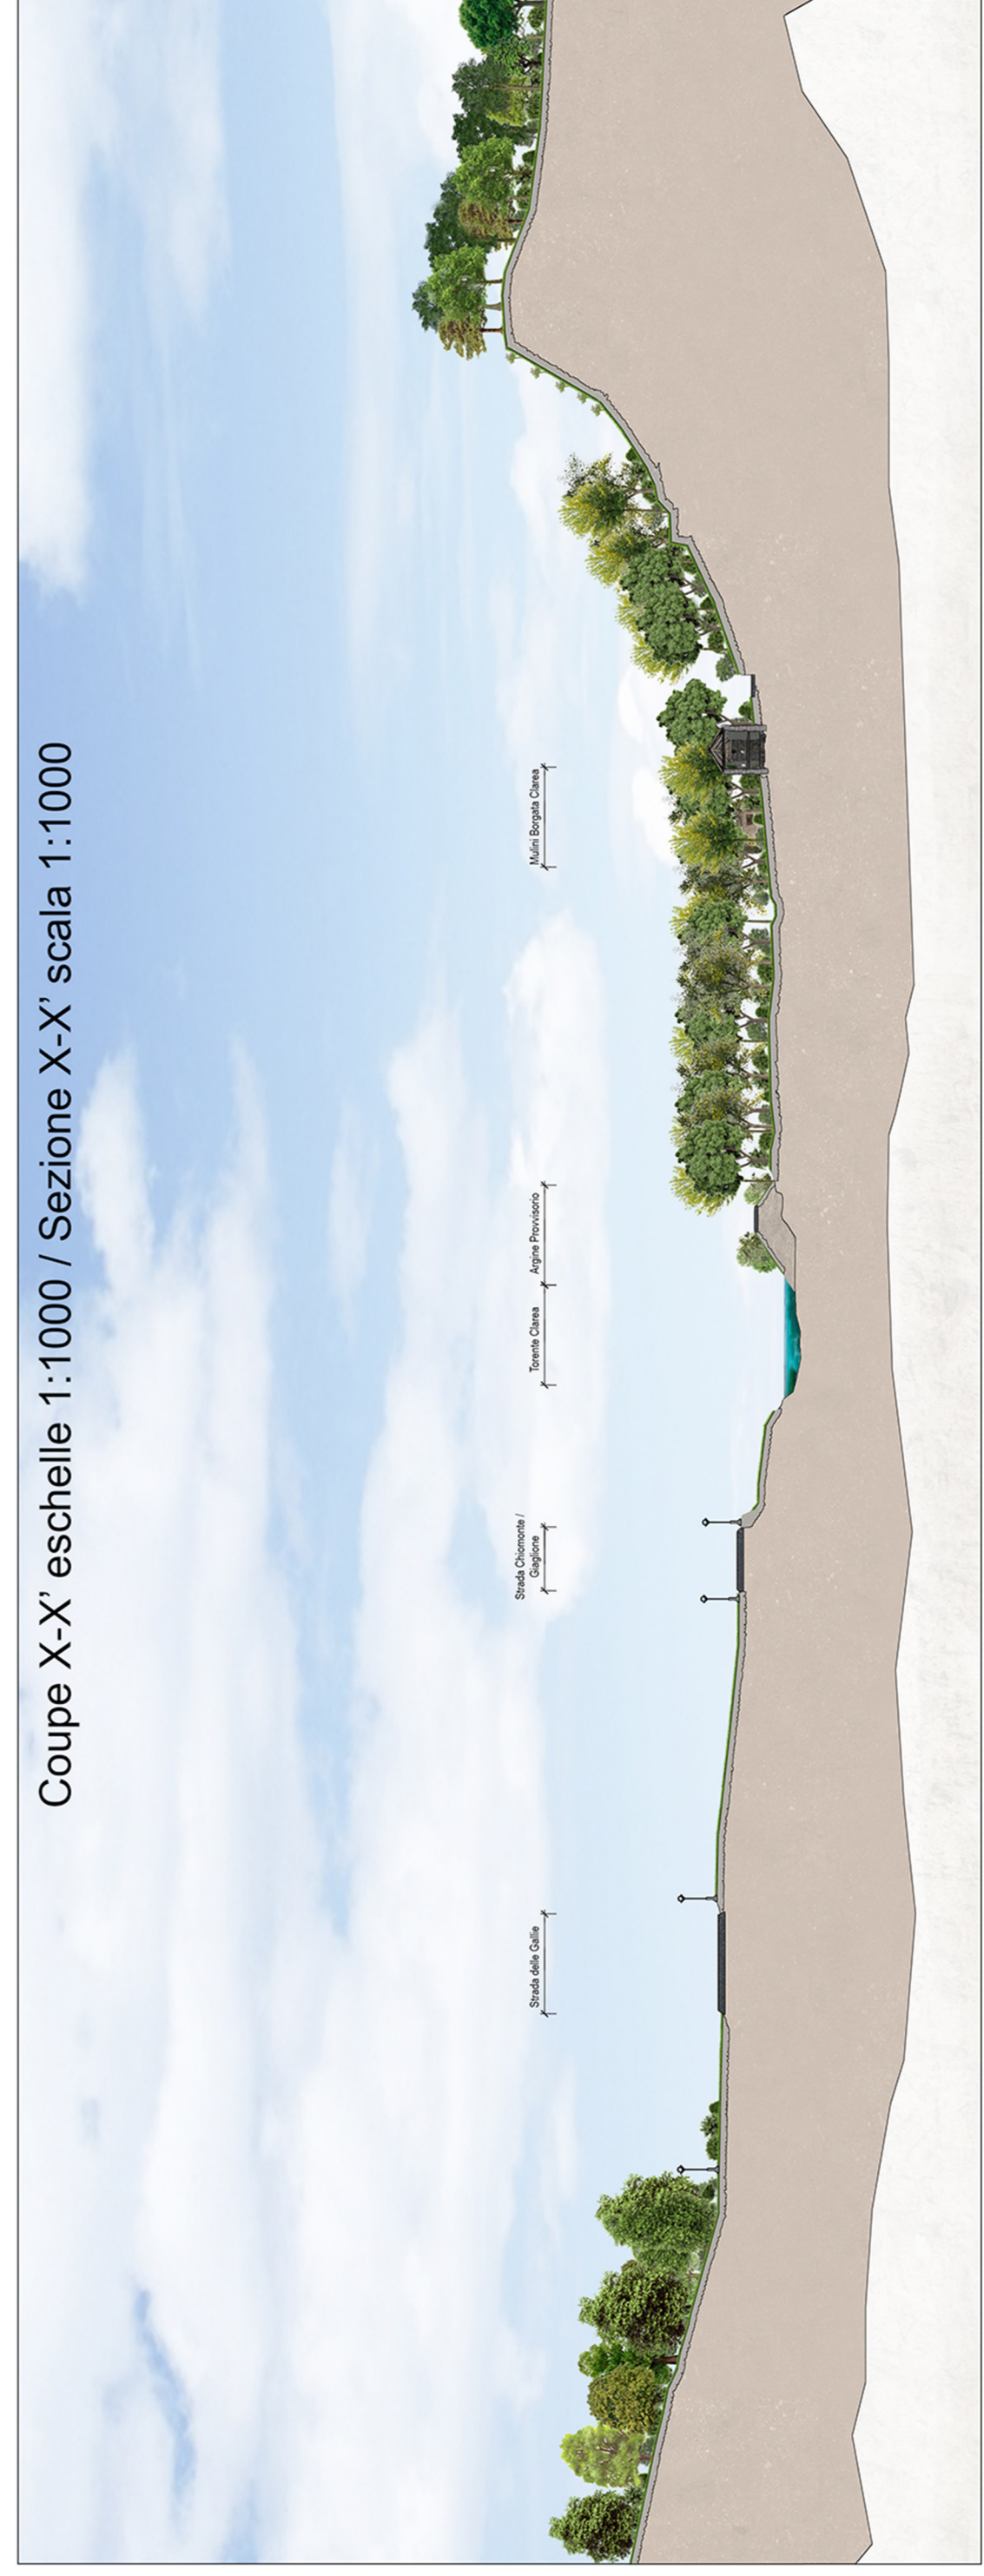 Coupe X-X’ eschelle 1:1000 / Sezione X-X’ scala 1:1000
Strada delle Gallie
Strada Chiomonte /
Giaglione
Torente Clarea
Argine Provvisorio
Mulini Borgata Clarea